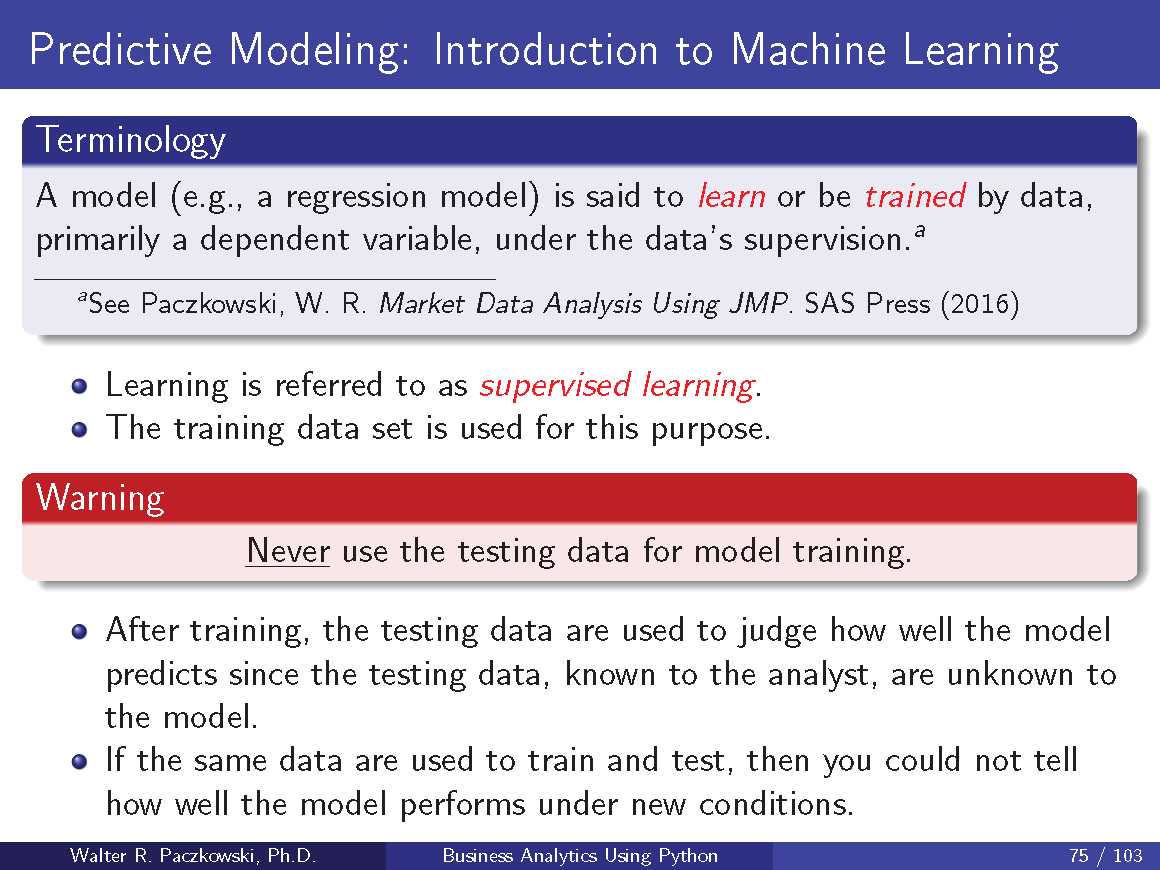 Predictive Modeling: Introduction to Machine Learning
Terminology
A model (e.g., a regression model) is said to learn or be trained by data,
primarily a dependent variable, under the data's supervision.a
aSee Paczkowski, W. R. Market Data Analysis Using JMP. SAS Press (2016)
Learning is referred to as supervised learning.
The training data set is used for this purpose.
Warning
Never use the testing data for model training.
After training, the testing data are used to judge how well the model
predicts since the testing data, known to the analyst, are unknown to
the model.
If the same data are used to train and test, then you could not tell
how well the model performs under new conditions.
Walter R. Paczkowski, Ph.D. Business Analytics Using Python 75 / 103